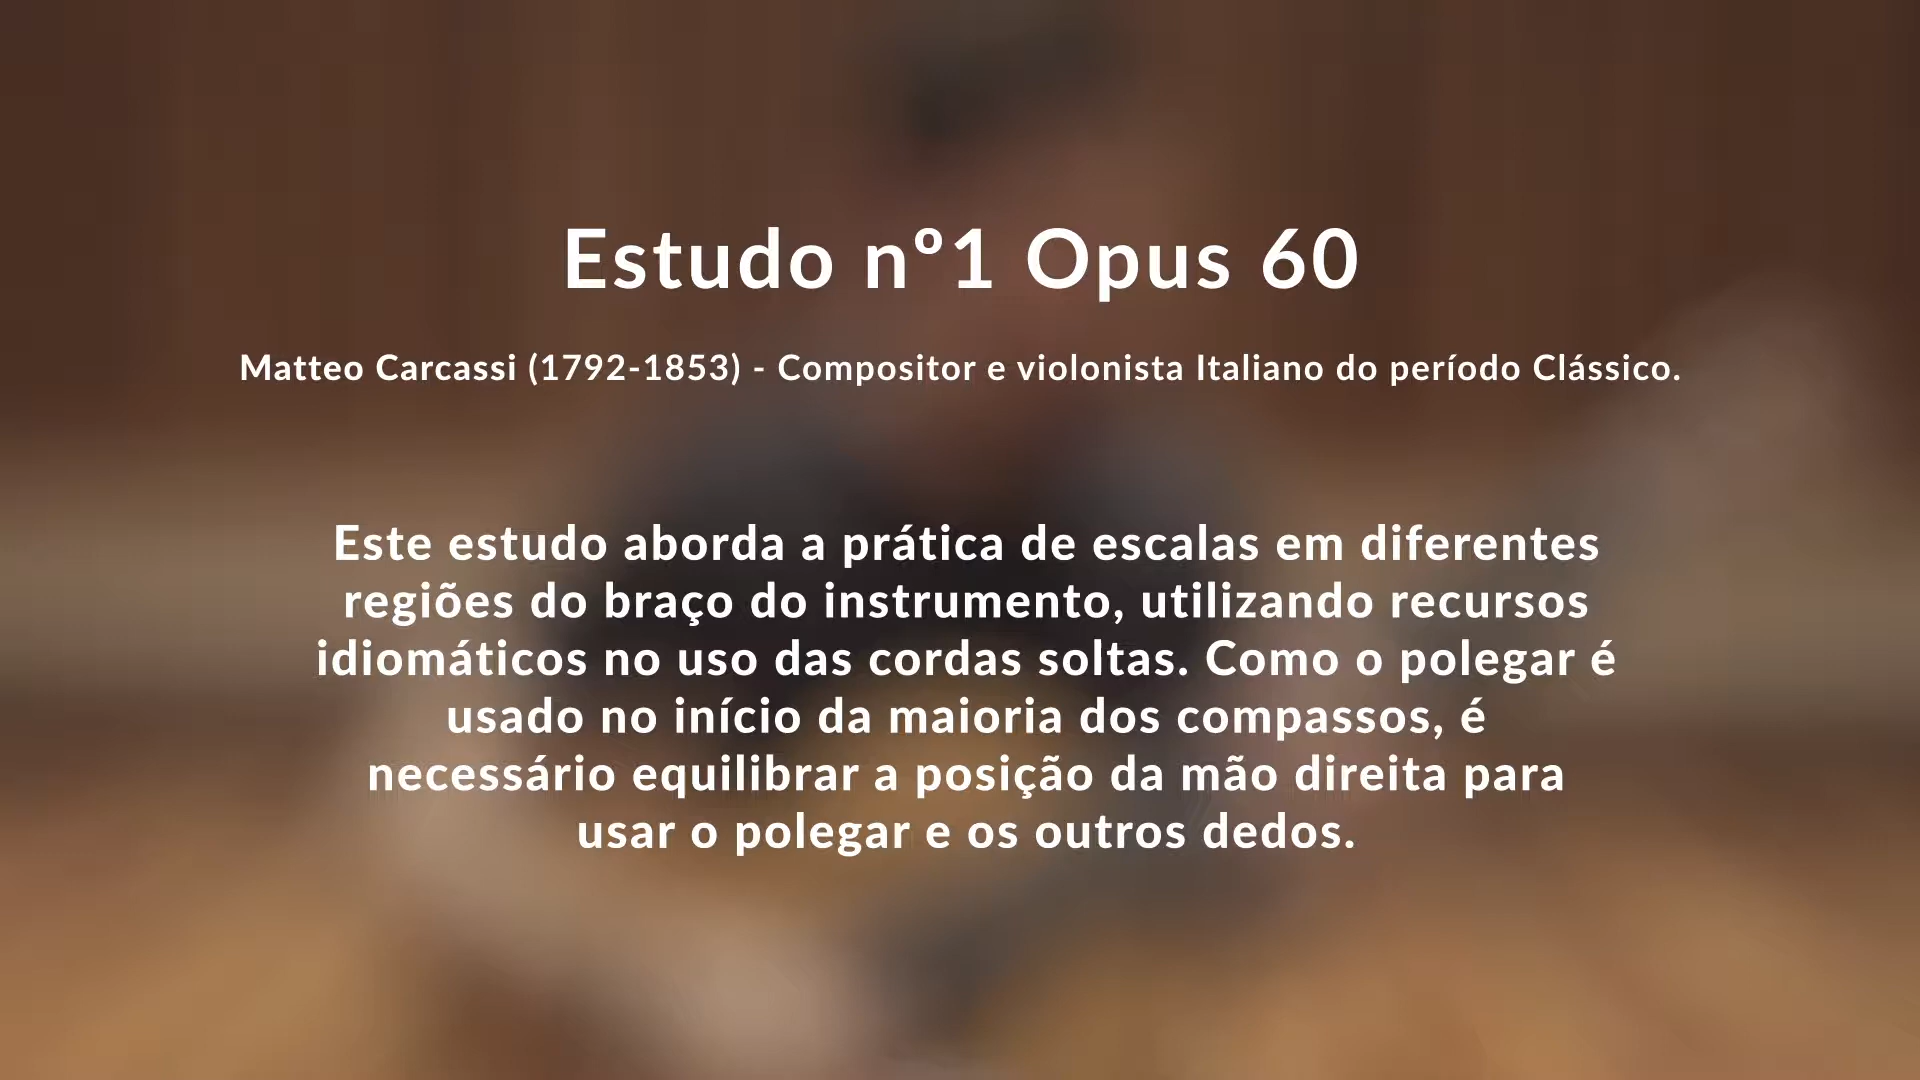 Estudo nº1 Opus 60
Matteo Carcassi (1792-1853) - Compositor e violonista Italiano do período Clássico.
Este estudo aborda a prática de escalas em diferentes
regiões do braço do instrumento, utilizando recursos
idiomáticos no uso das cordas soltas. Como o polegar é
usado no início da maioria dos compassos, é
necessário equilibrar a posição da mão direita para
usar o polegar e os outros dedos.